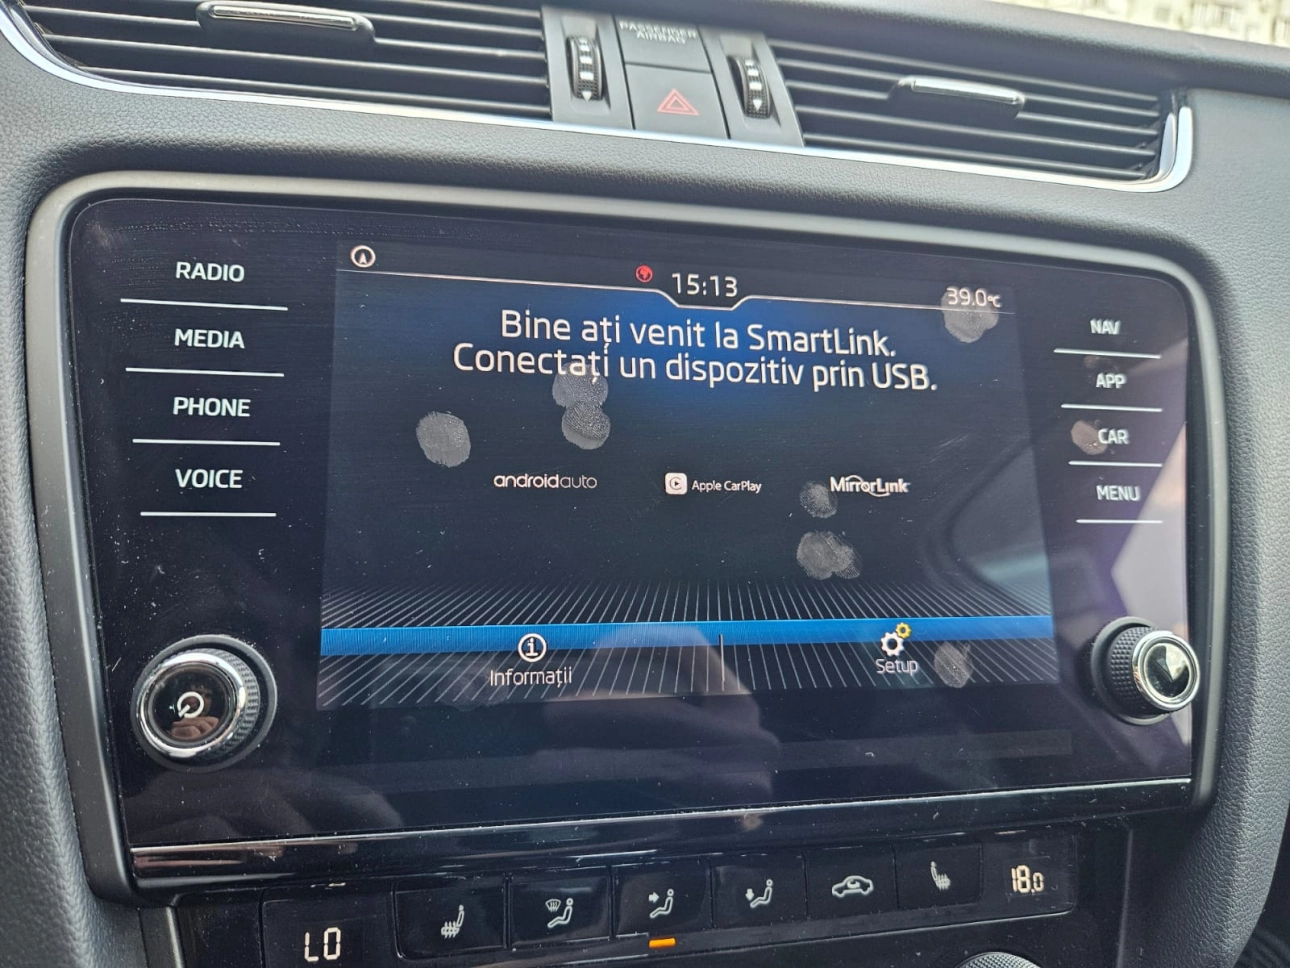 PASSENGER
AIRBAG
RADIO
MEDIA
PHONE
VOICE
15:13
39.0°C
Bine ați venit la SmartLink.
Conectați un dispozitiv prin USB.
androidauto
Apple CarPlay
MirrorLink
Informații
Setup
NAV
APP
CAR
MENU
LO
18.0